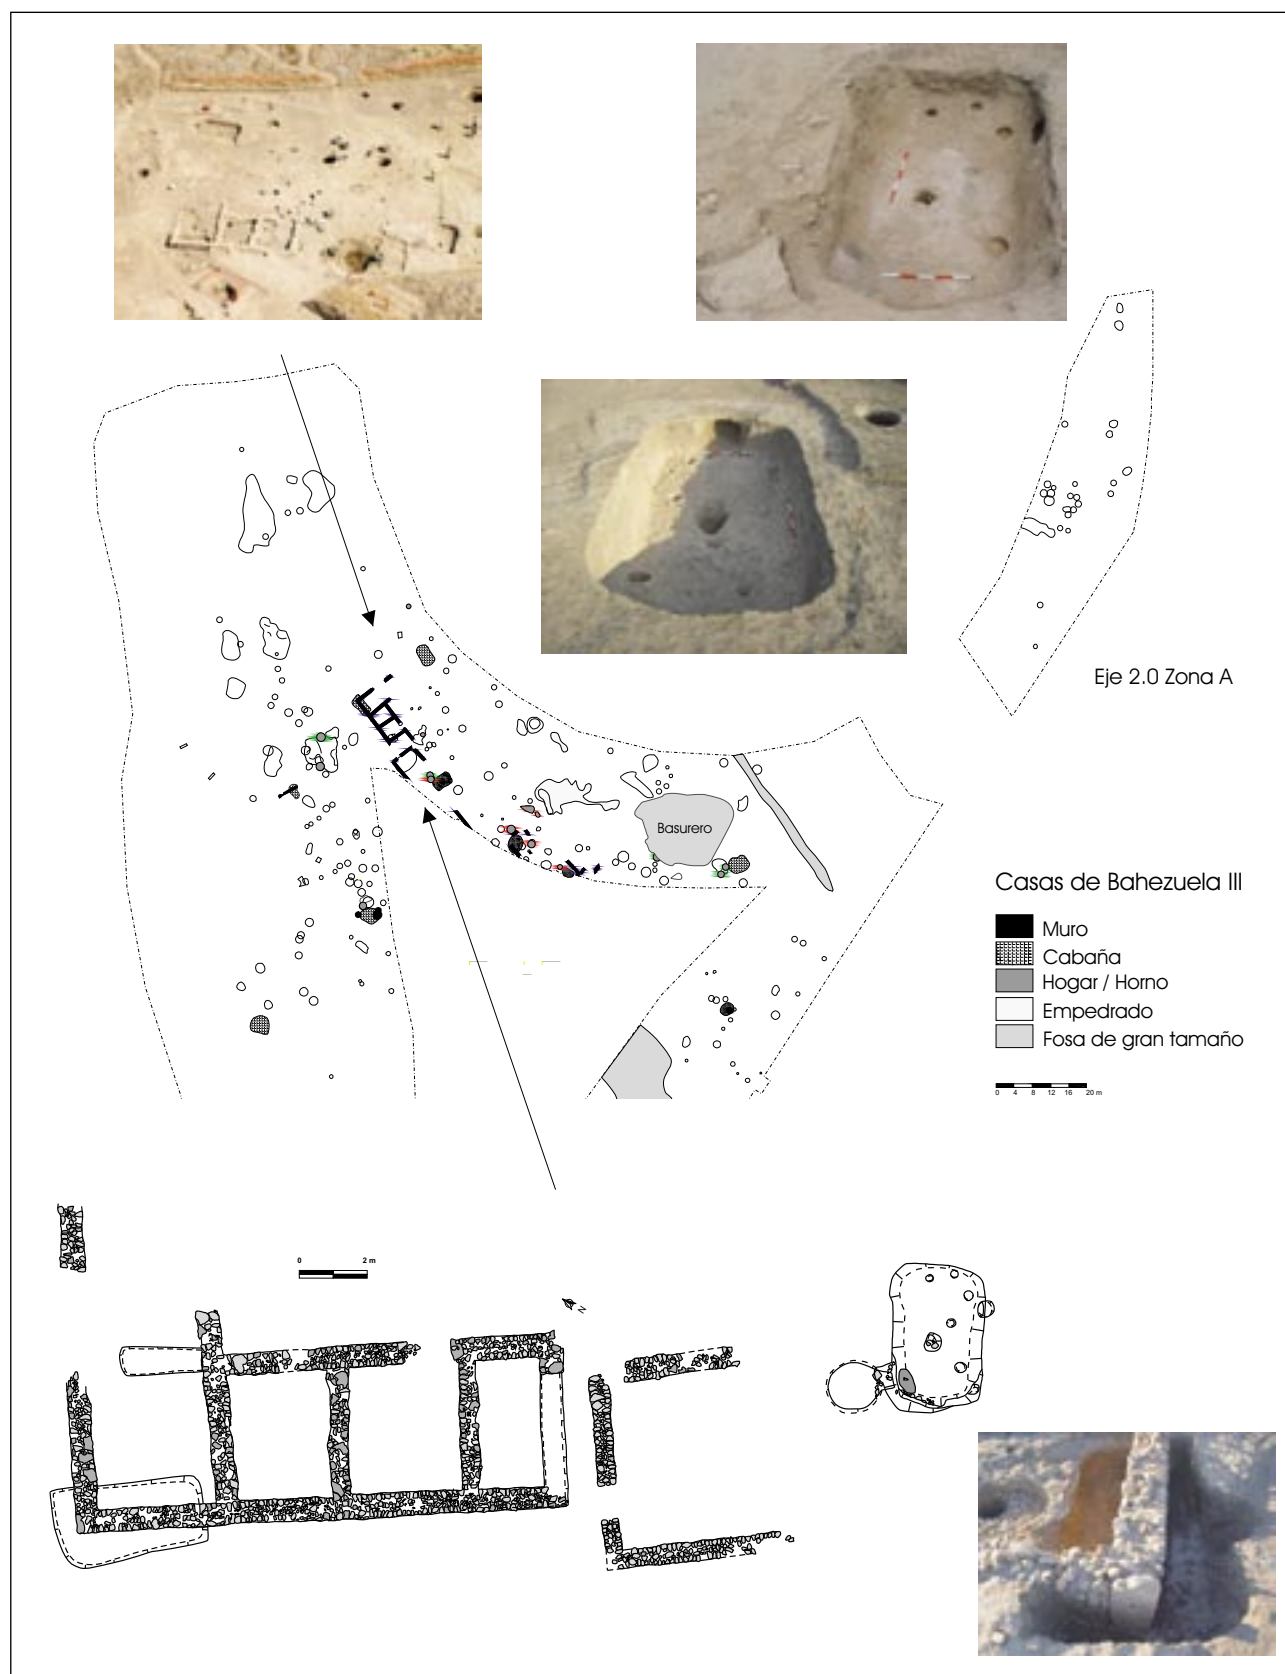 Eje 2.0 Zona A
Basurero
Casas de Bahezuela III
Muro
Cabaña
Hogar / Horno
Empedrado
Fosa de gran tamaño
0 4 8 12 16 20 m
0 2 m
N